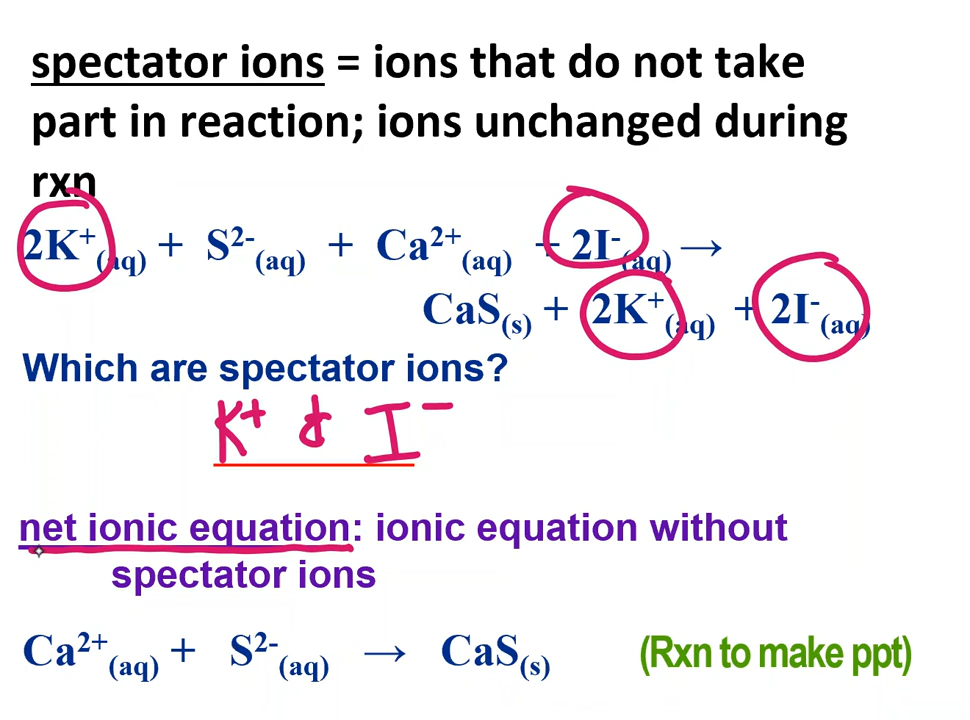 spectator ions = ions that do not take
part in reaction; ions unchanged during
rxn
2K⁺(aq) + S²⁻(aq) + Ca²⁺(aq) + 2I⁻(aq) →
CaS(s) + 2K⁺(aq) + 2I⁻(aq)
Which are spectator ions?
K⁺ & I⁻
net ionic equation: ionic equation without
spectator ions
Ca²⁺(aq) + S²⁻(aq) → CaS(s) (Rxn to make ppt)